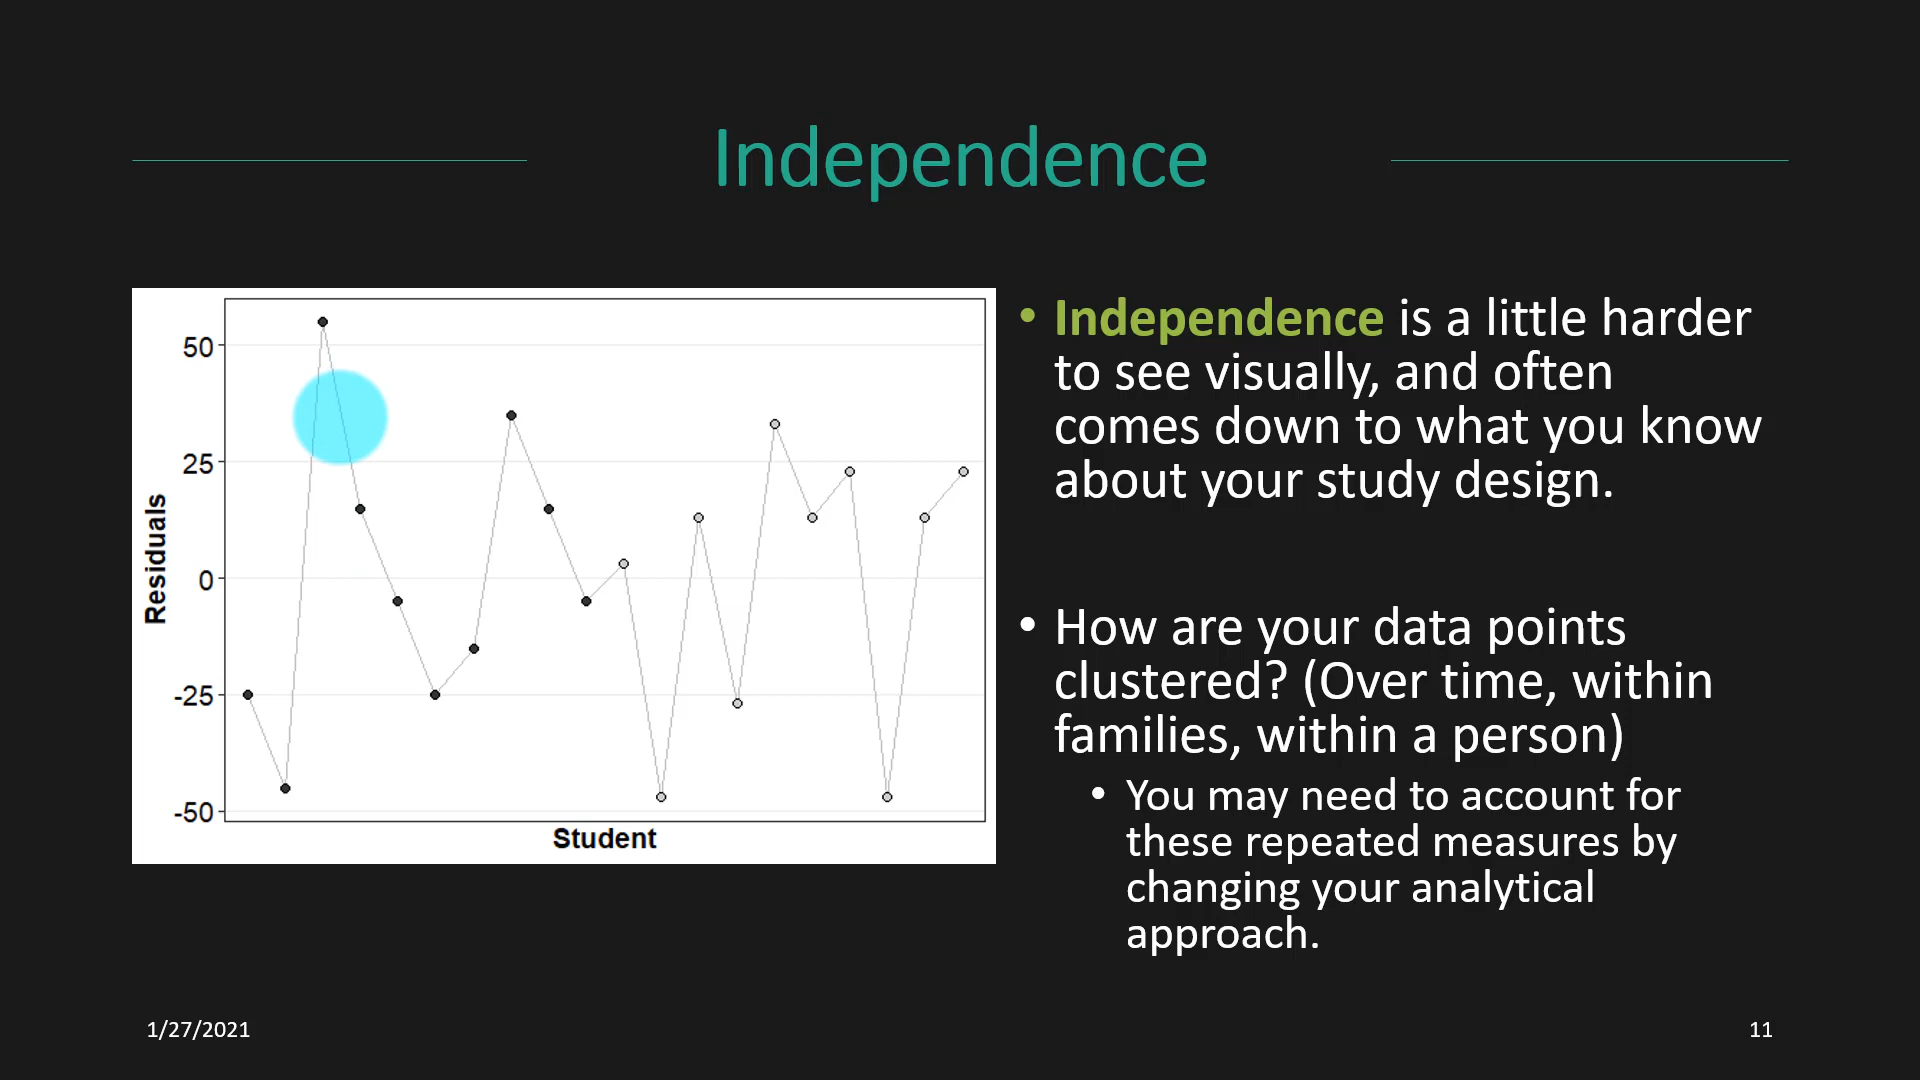 Independence
50
25
0
-25
-50
Residuals
Student
• Independence is a little harder
to see visually, and often
comes down to what you know
about your study design.
• How are your data points
clustered? (Over time, within
families, within a person)
• You may need to account for
these repeated measures by
changing your analytical
approach.
1/27/2021
11